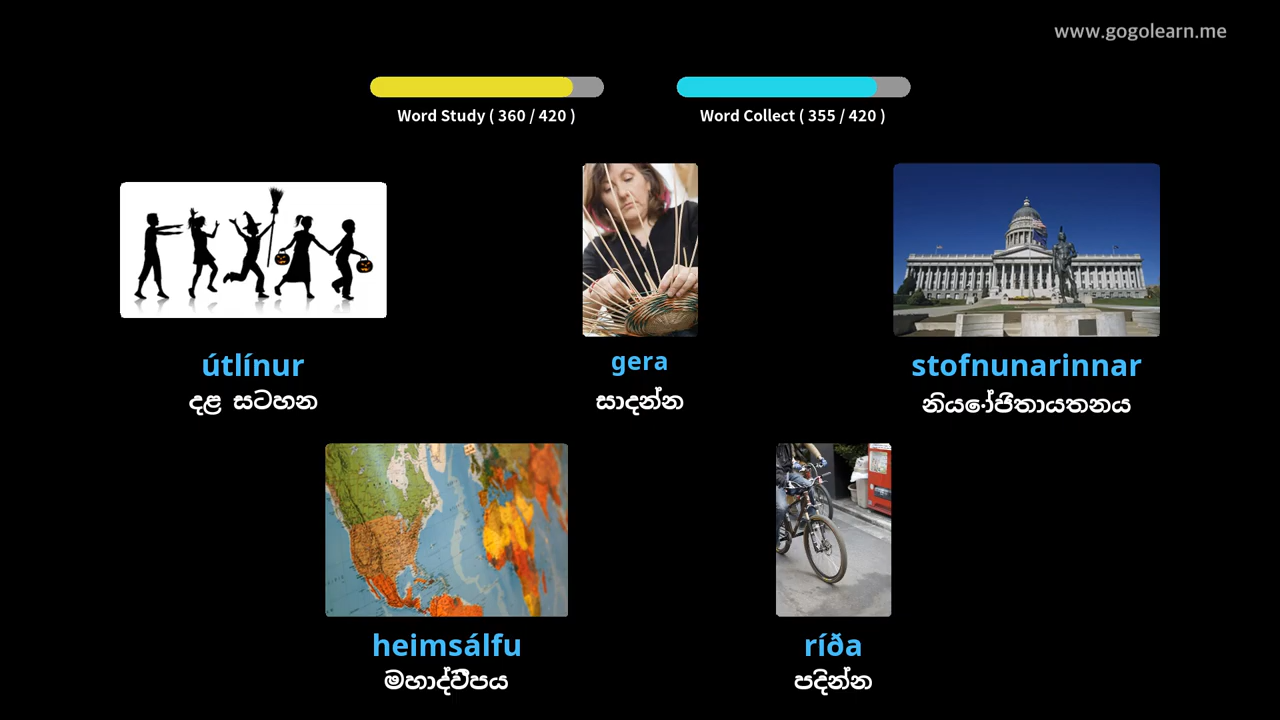 www.gogolearn.me
Word Study ( 360 / 420 )
Word Collect ( 355 / 420 )
útlínur
දළ සටහන
gera
සාදන්න
stofnunarinnar
නියෝජිතායතනය
heimsálfu
මහාද්වීපය
ríða
පදින්න